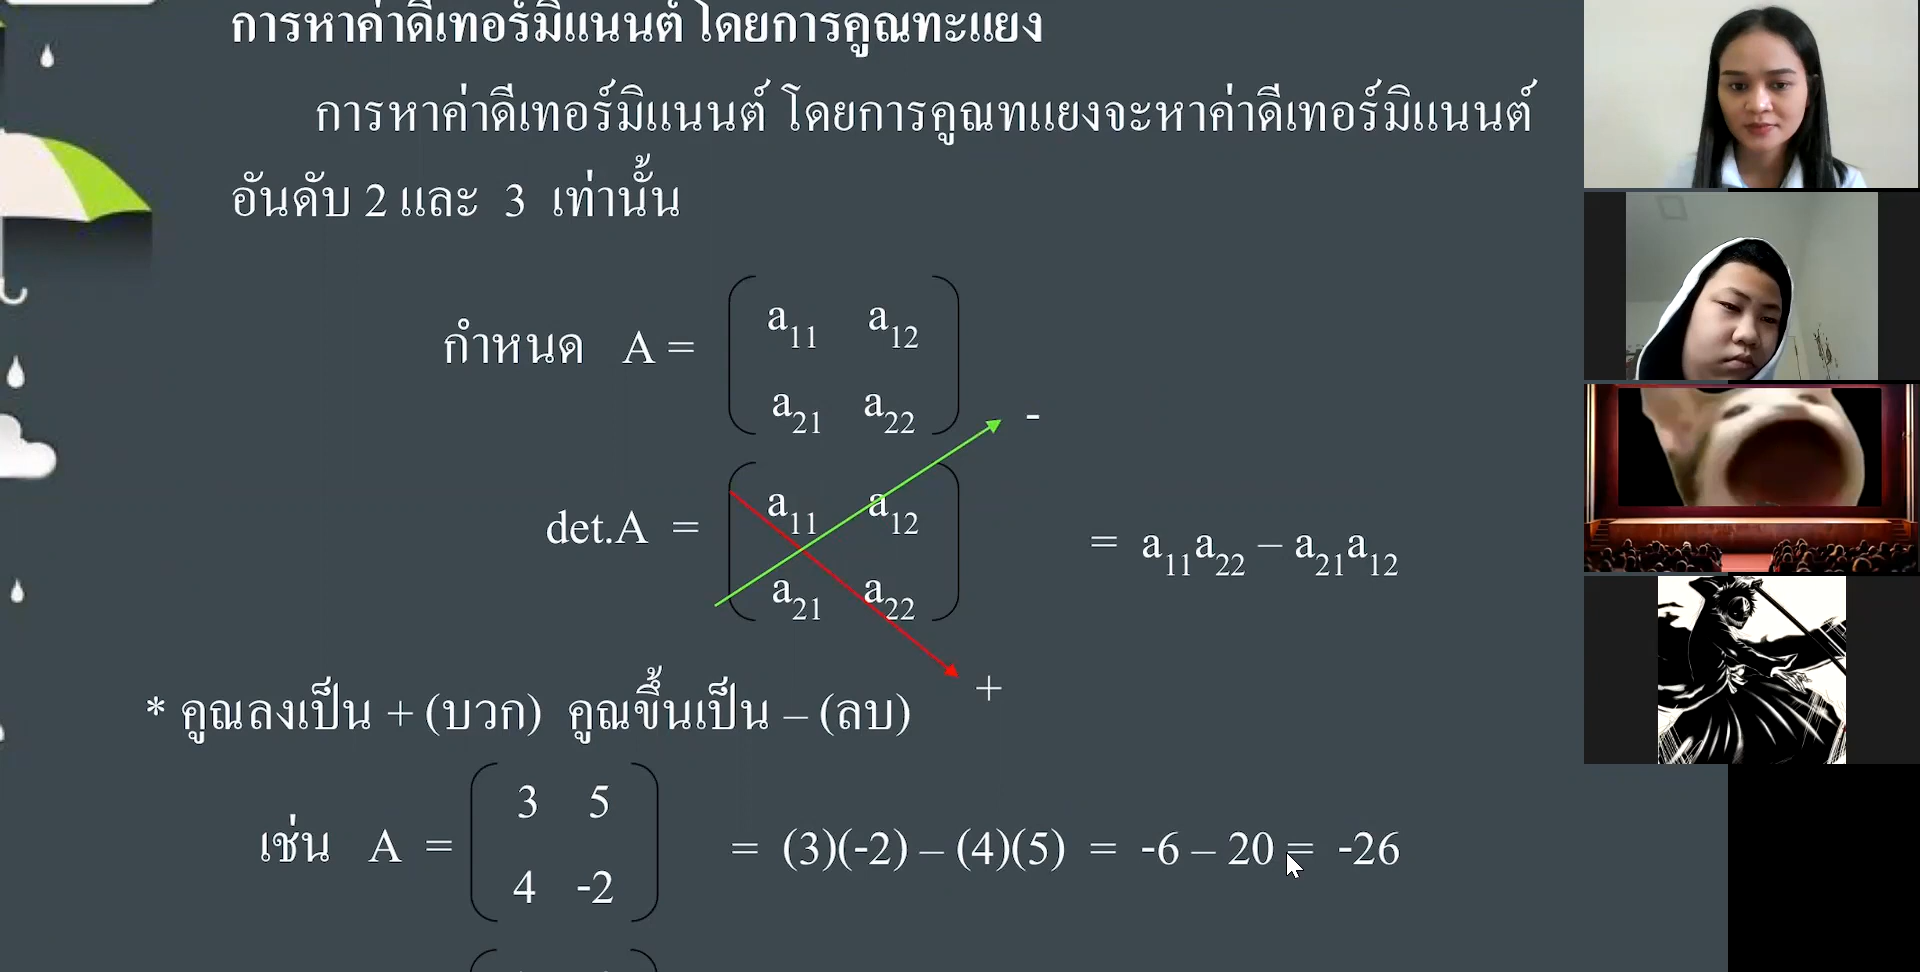 การหาค่าดีเทอร์มิแนนต์ โดยการคูณทะแยง
การหาค่าดีเทอร์มิแนนต์ โดยการคูณทแยงจะหาค่าดีเทอร์มิแนนต์
อันดับ 2 และ 3 เท่านั้น
กำหนด A =
a11 a12
a21 a22
-
det.A =
a11 a12
a21 a22
= a11a22 – a21a12
+
* คูณลงเป็น + (บวก) คูณขึ้นเป็น – (ลบ)
เช่น A =
3 5
4 -2
= (3)(-2) – (4)(5) = -6 – 20 = -26